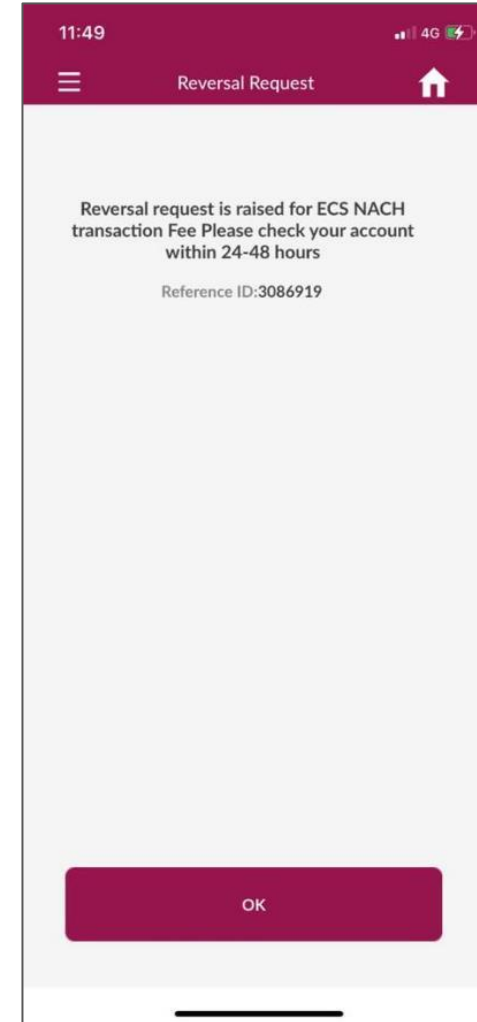 11:49
4G
Reversal Request
Reversal request is raised for ECS NACH
transaction Fee Please check your account
within 24-48 hours
Reference ID:3086919
OK